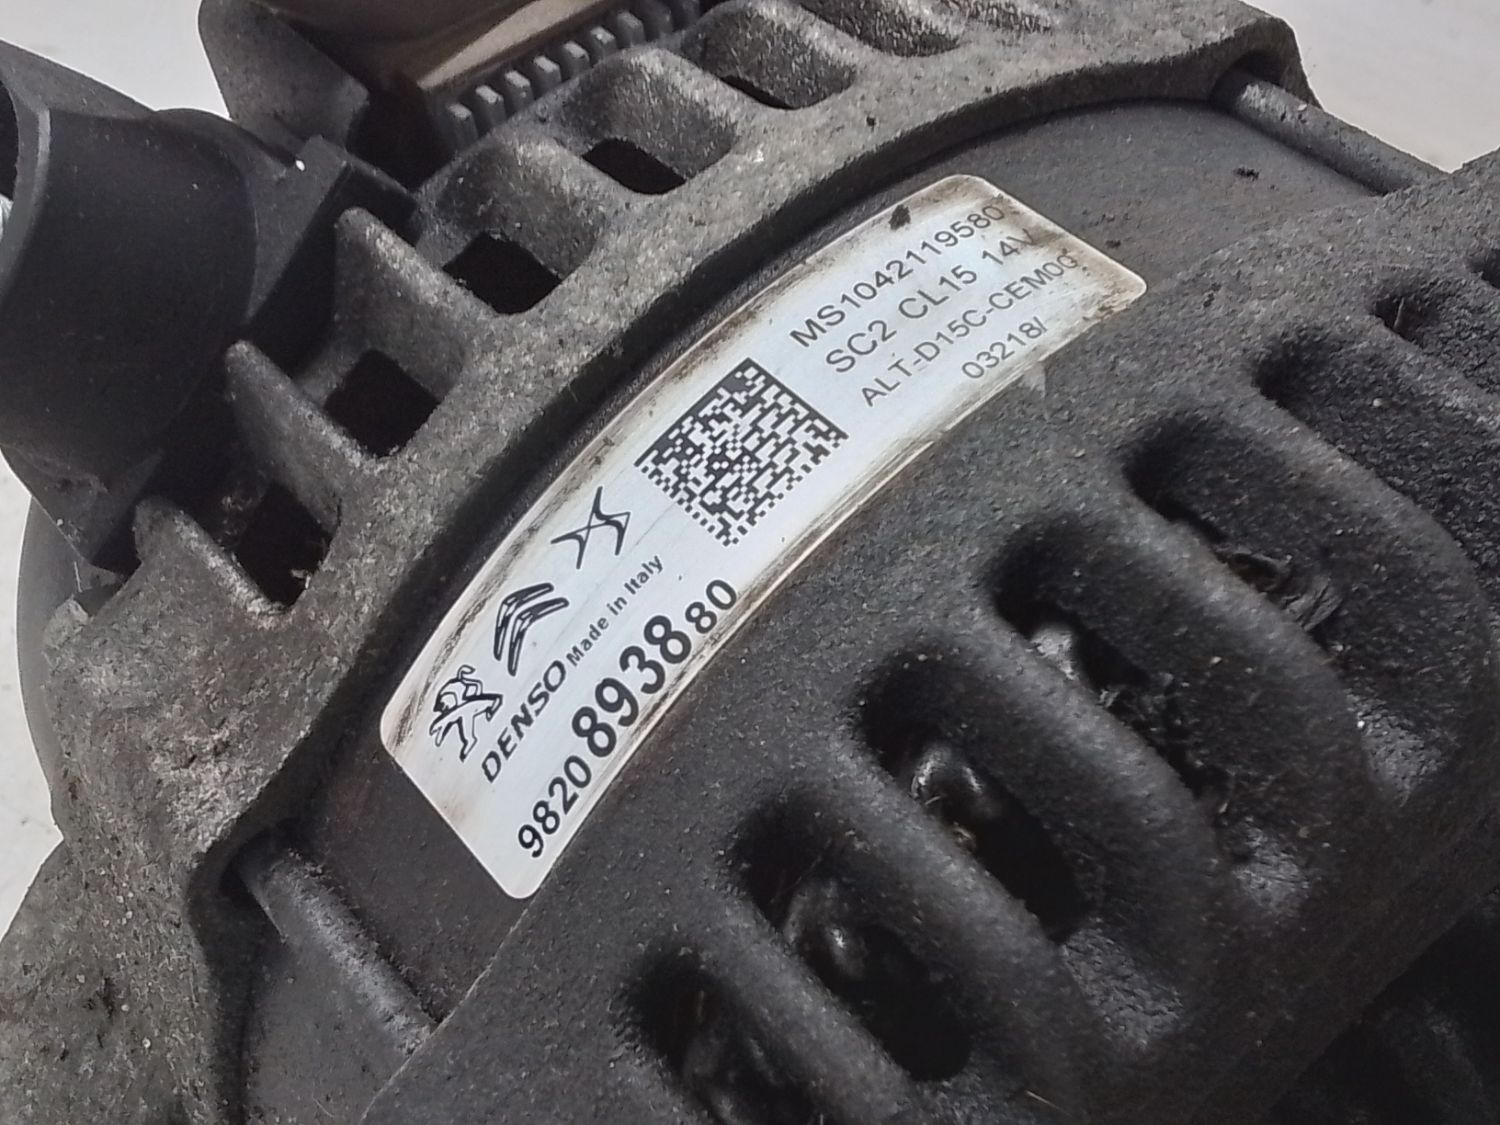 MS1042119580
SC2 CL15 14V
ALT-D15C-CEM00
03218/
DENSO Made in Italy
9820893880